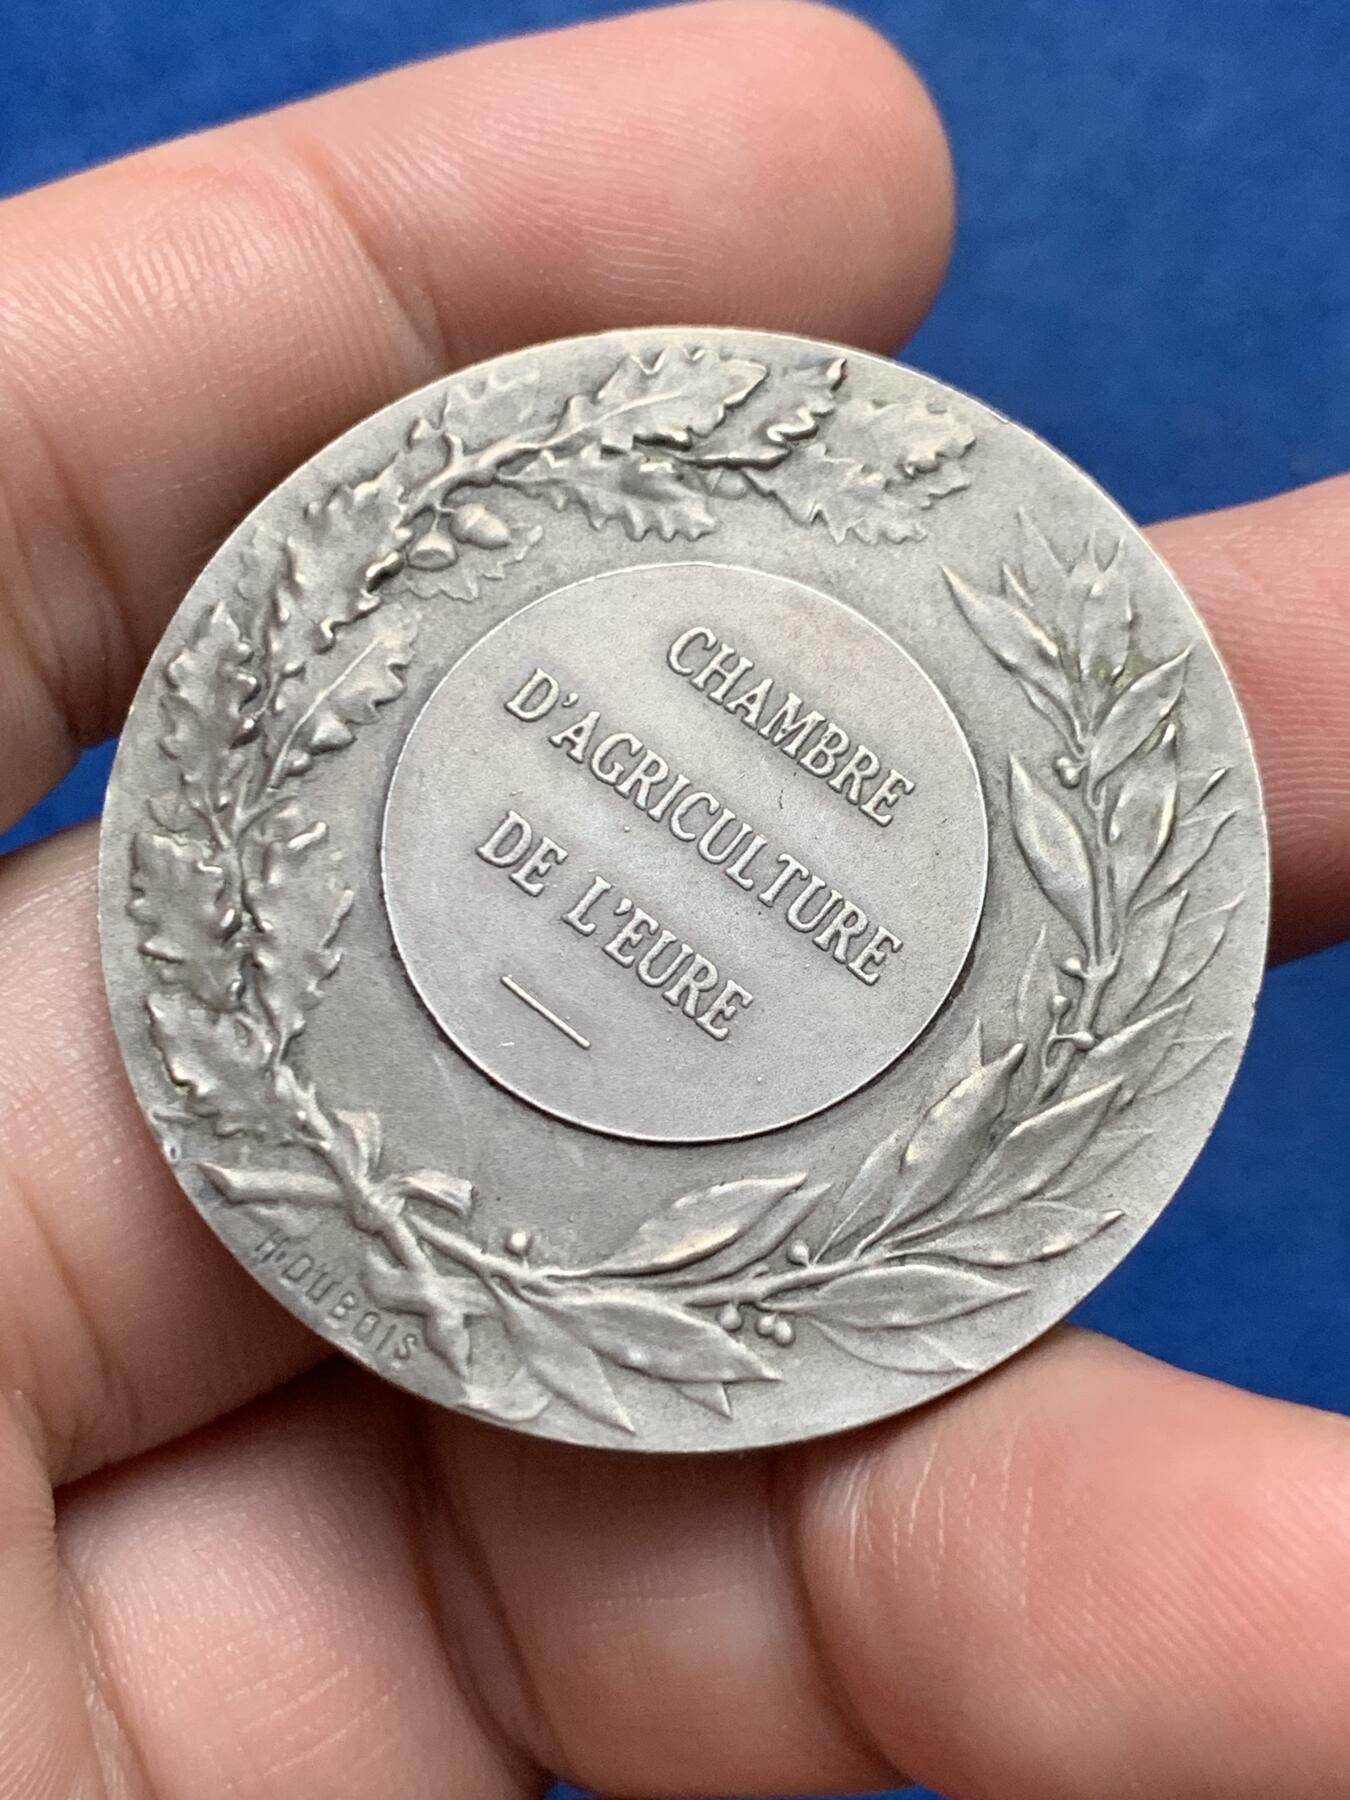 CHAMBRE
D'AGRICULTURE
DE L'EURE
H. DUBOIS